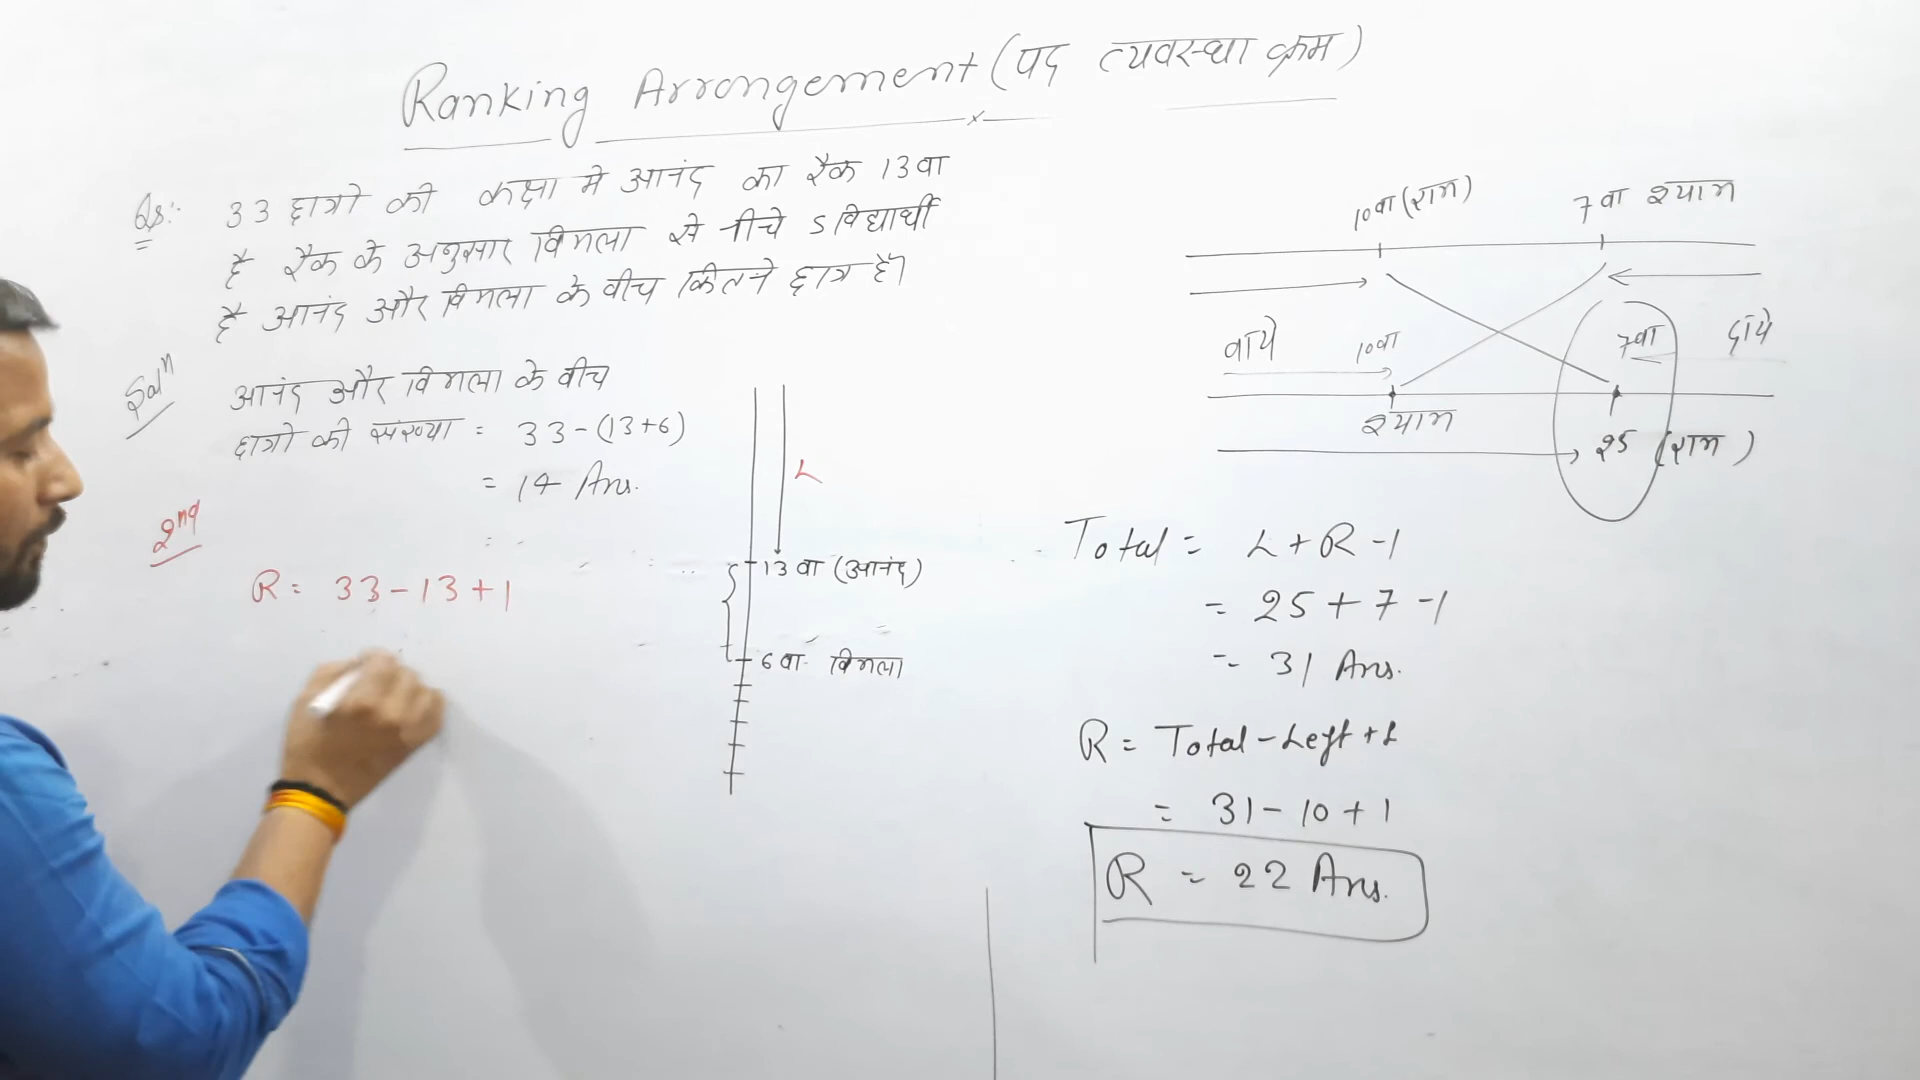 Ranking Arrangement (पद व्यवस्था क्रम)
Qs:- 33 छात्रो की कक्षा मे आनंद का रैंक 13वा
है रैंक के अनुसार विमला से नीचे 5 विद्यार्थी
है आनंद और विमला के बीच कितने छात्र है।
Solⁿ आनंद और विमला के बीच
छात्रो की संख्या = 33-(13+6)
= 14 Ans.
2nd
R= 33-13+1
L
13 वा (आनंद)
6 वा विमला
10वा (राम) 7वा श्याम
बांये 10वा 7वा दांये
श्याम 25 (राम)
Total = L+R-1
= 25+7-1
= 31 Ans.
R= Total-Left+1
= 31-10+1
R = 22 Ans.